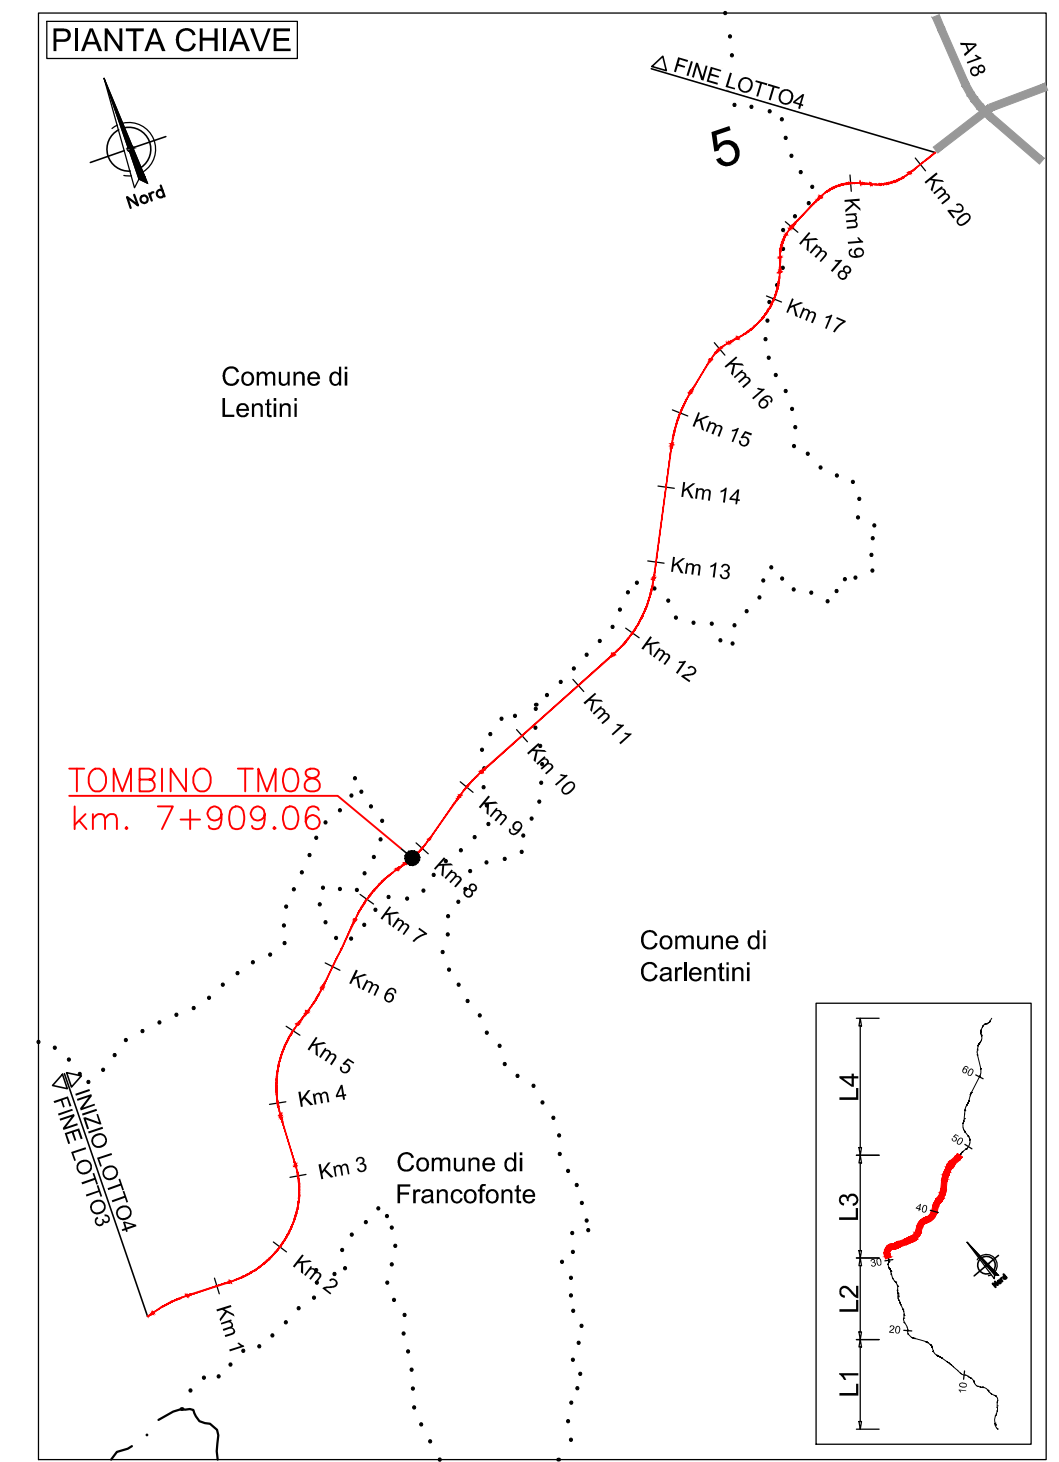 PIANTA CHIAVE
Nord
FINE LOTTO4
A18
5
Km 20
Km 19
Km 18
Km 17
Km 16
Km 15
Km 14
Km 13
Km 12
Km 11
Km 10
Km 9
Km 8
Km 7
Km 6
Km 5
Km 4
Km 3
Km 2
Km 1
Comune di
Lentini
TOMBINO TM08
km. 7+909.06
Comune di
Carlentini
Comune di
Francofonte
INIZIO LOTTO4
FINE LOTTO3
L4
L3
L2
L1
60
50
40
30
20
10